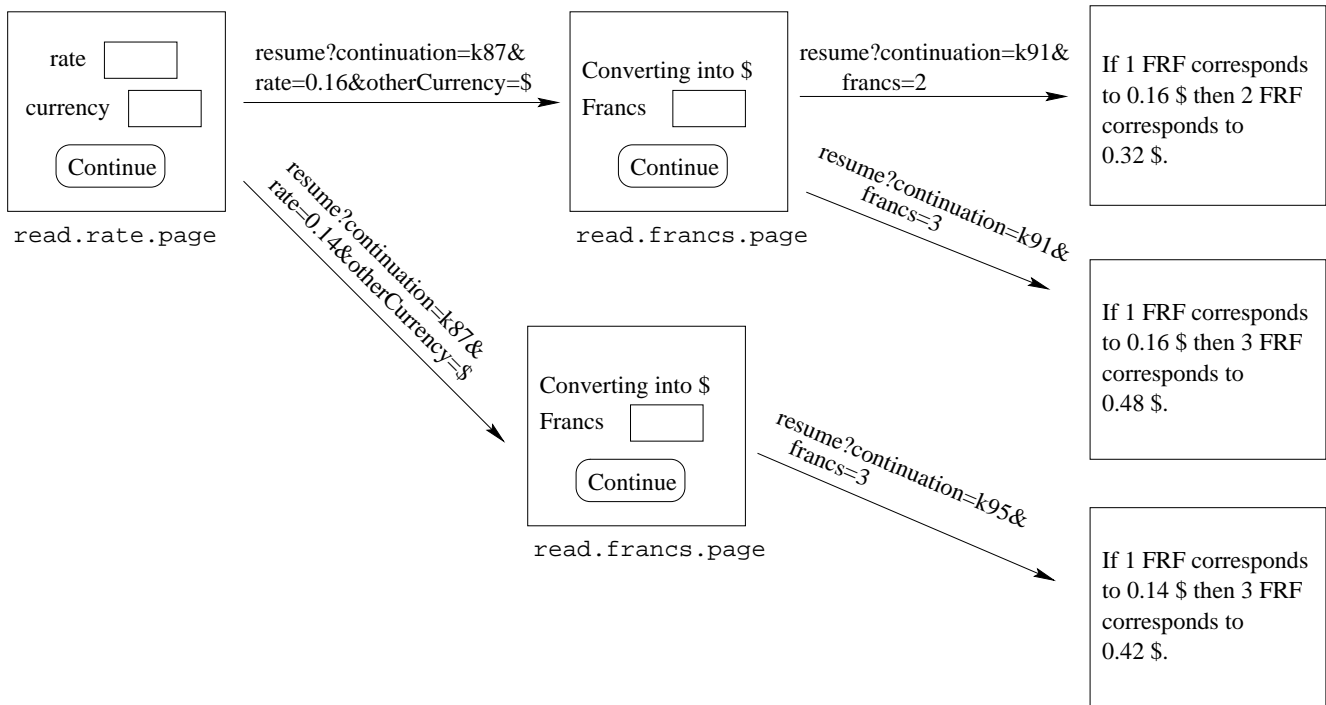 rate
currency
Continue
read.rate.page
resume?continuation=k87&
rate=0.16&otherCurrency=$
Converting into $
Francs
Continue
read.francs.page
resume?continuation=k91&
francs=2
If 1 FRF corresponds
to 0.16 $ then 2 FRF
corresponds to
0.32 $.
resume?continuation=k91&
francs=3
If 1 FRF corresponds
to 0.16 $ then 3 FRF
corresponds to
0.48 $.
resume?continuation=k87&
rate=0.14&otherCurrency=$
Converting into $
Francs
Continue
read.francs.page
resume?continuation=k95&
francs=3
If 1 FRF corresponds
to 0.14 $ then 3 FRF
corresponds to
0.42 $.